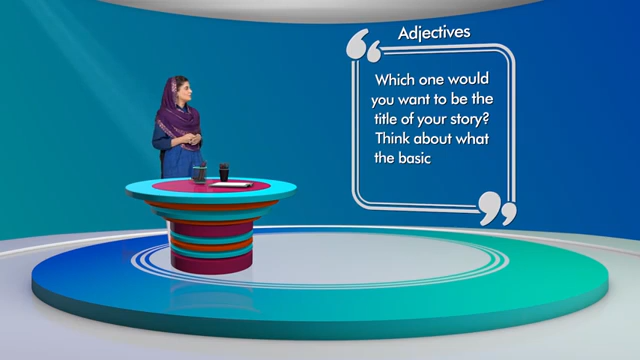 Adjectives
Which one would
you want to be the
title of your story?
Think about what
the basic